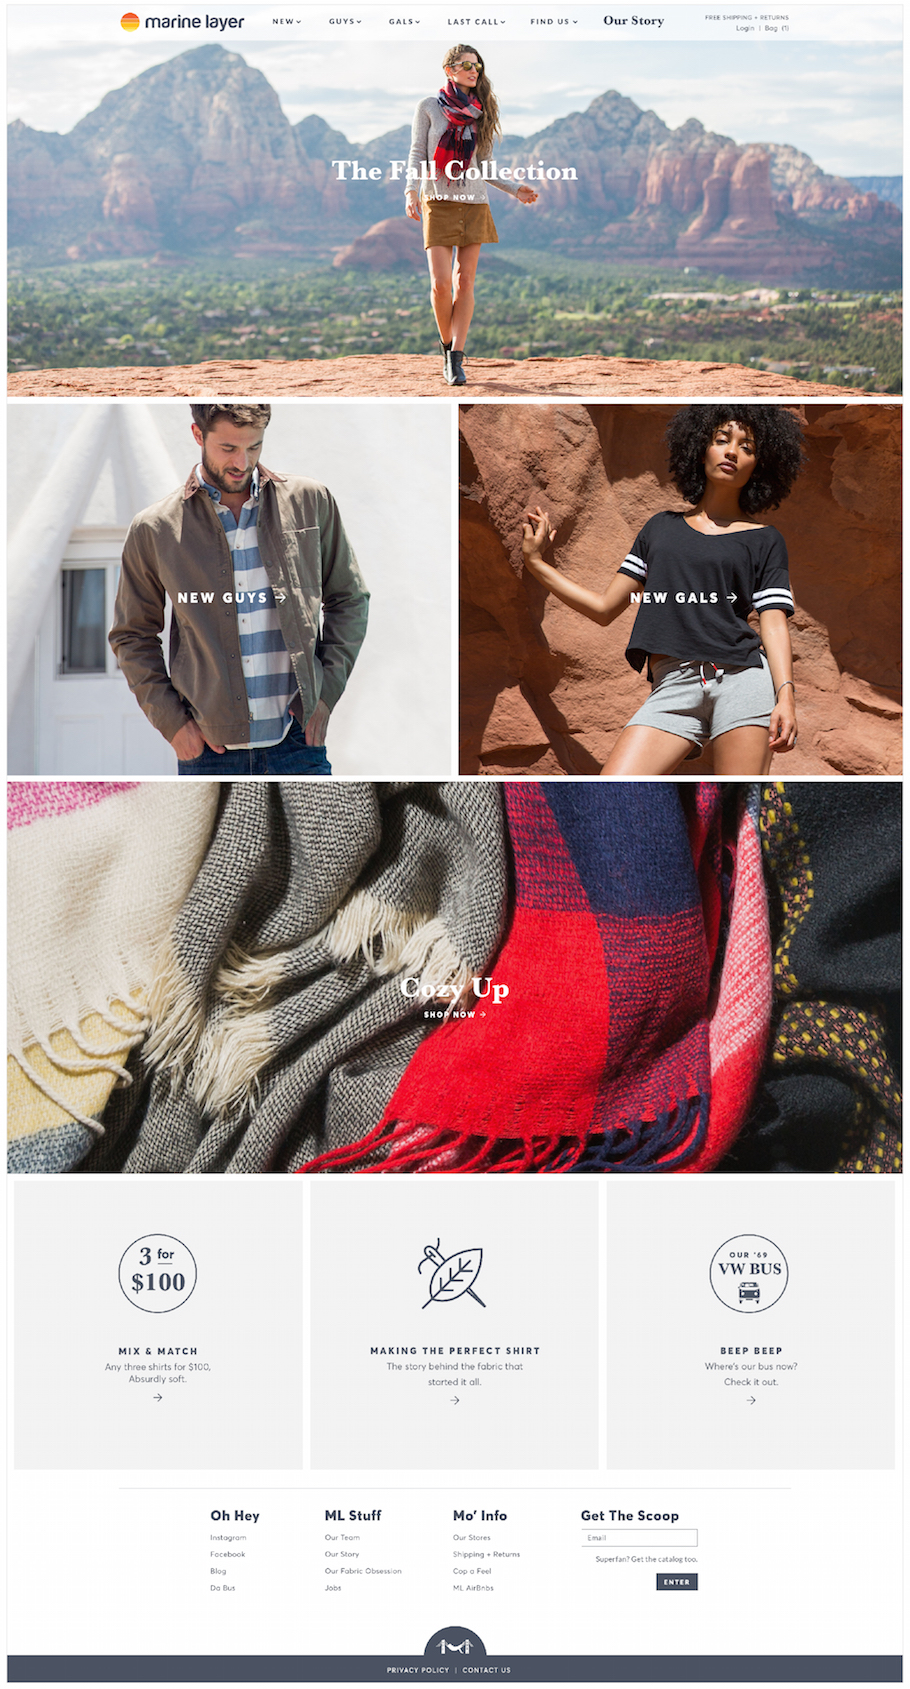 marine layer
NEW
GUYS
GALS
LAST CALL
FIND US
Our Story
FREE SHIPPING + RETURNS
Login | Bag (1)
The Fall Collection
SHOP NOW →
NEW GUYS →
NEW GALS →
Cozy Up
SHOP NOW →
3 for
$100
MIX & MATCH
Any three shirts for $100,
Absurdly soft.
→
MAKING THE PERFECT SHIRT
The story behind the fabric that
started it all.
→
OUR '69
VW BUS
BEEP BEEP
Where's our bus now?
Check it out.
→
Oh Hey
Instagram
Facebook
Blog
Da Bus
ML Stuff
Our Team
Our Story
Our Fabric Obsession
Jobs
Mo' Info
Our Stores
Shipping + Returns
Cop a Feel
ML AirBnbs
Get The Scoop
Email
Superfan? Get the catalog too.
ENTER
PRIVACY POLICY | CONTACT US